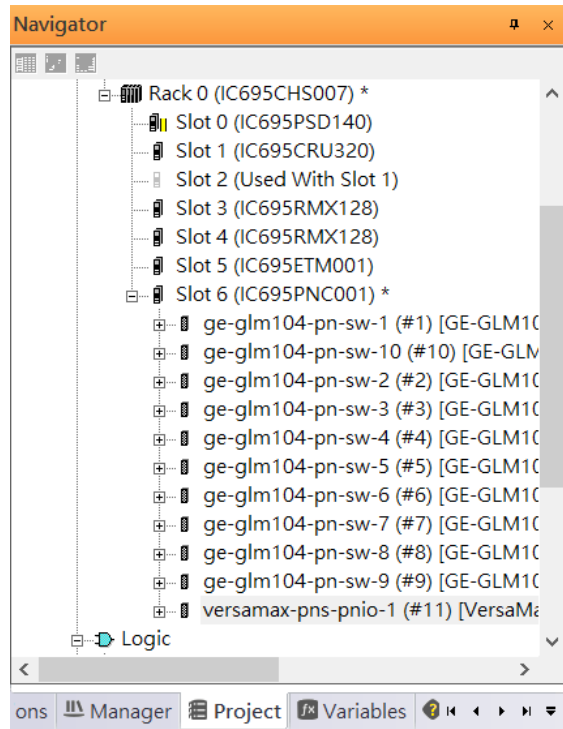 Navigator
Rack 0 (IC695CHS007) *
Slot 0 (IC695PSD140)
Slot 1 (IC695CRU320)
Slot 2 (Used With Slot 1)
Slot 3 (IC695RMX128)
Slot 4 (IC695RMX128)
Slot 5 (IC695ETM001)
Slot 6 (IC695PNC001) *
ge-glm104-pn-sw-1 (#1) [GE-GLM10
ge-glm104-pn-sw-10 (#10) [GE-GLM
ge-glm104-pn-sw-2 (#2) [GE-GLM10
ge-glm104-pn-sw-3 (#3) [GE-GLM10
ge-glm104-pn-sw-4 (#4) [GE-GLM10
ge-glm104-pn-sw-5 (#5) [GE-GLM10
ge-glm104-pn-sw-6 (#6) [GE-GLM10
ge-glm104-pn-sw-7 (#7) [GE-GLM10
ge-glm104-pn-sw-8 (#8) [GE-GLM10
ge-glm104-pn-sw-9 (#9) [GE-GLM10
versamax-pns-pnio-1 (#11) [VersaMa
Logic
ons Manager Project Variables